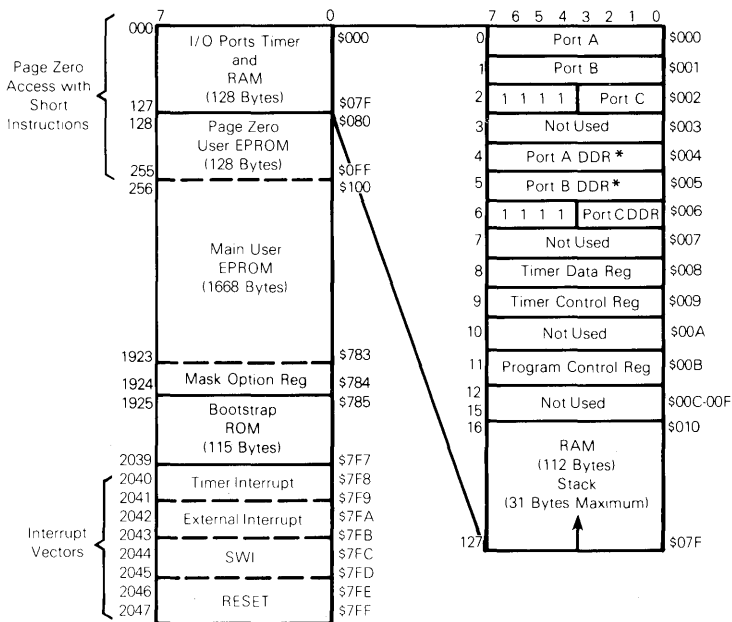 7 0
000 I/O Ports Timer $000
and
RAM
(128 Bytes)
127 $07F
Page Zero
Access with
Short
Instructions
128 Page Zero $080
User EPROM
(128 Bytes)
255 $0FF
256 $100
Main User
EPROM
(1668 Bytes)
1923 $783
1924 Mask Option Reg $784
1925 Bootstrap $785
ROM
(115 Bytes)
2039 $7F7
Interrupt
Vectors
2040 Timer Interrupt $7F8
2041 $7F9
2042 External Interrupt $7FA
2043 $7FB
2044 SWI $7FC
2045 $7FD
2046 RESET $7FE
2047 $7FF
7 6 5 4 3 2 1 0
0 Port A $000
1 Port B $001
2 1 1 1 1 Port C $002
3 Not Used $003
4 Port A DDR* $004
5 Port B DDR* $005
6 1 1 1 1 Port C DDR $006
7 Not Used $007
8 Timer Data Reg $008
9 Timer Control Reg $009
10 Not Used $00A
11 Program Control Reg $00B
12
15 Not Used $00C-00F
16 $010
RAM
(112 Bytes)
Stack
(31 Bytes Maximum)
127 $07F